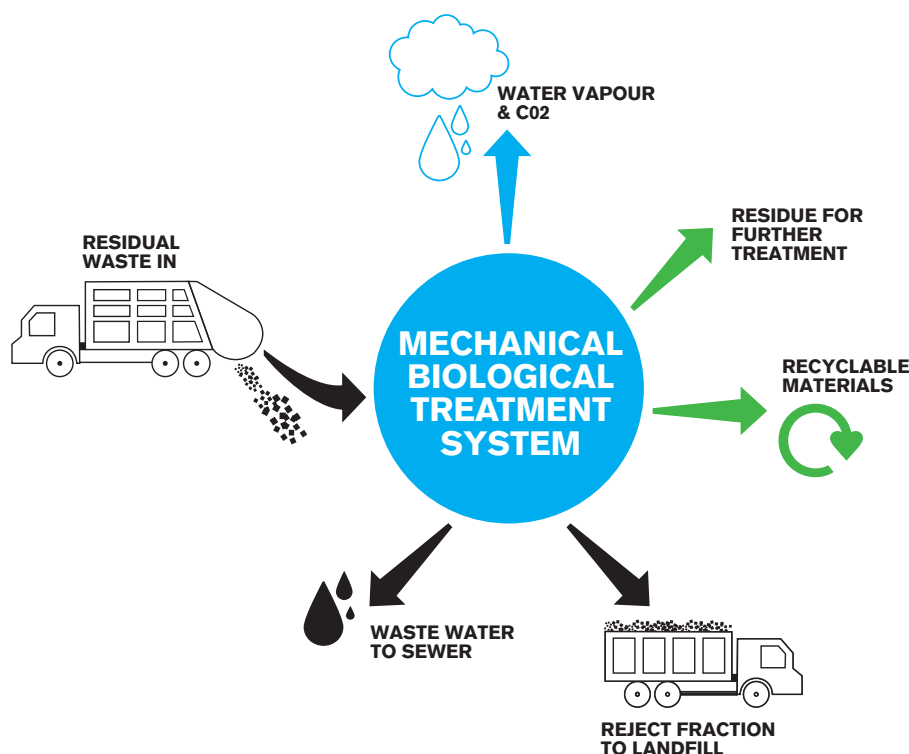 WATER VAPOUR
& C02
RESIDUAL
WASTE IN
RESIDUE FOR
FURTHER
TREATMENT
MECHANICAL
BIOLOGICAL
TREATMENT
SYSTEM
RECYCLABLE
MATERIALS
WASTE WATER
TO SEWER
REJECT FRACTION
TO LANDFILL